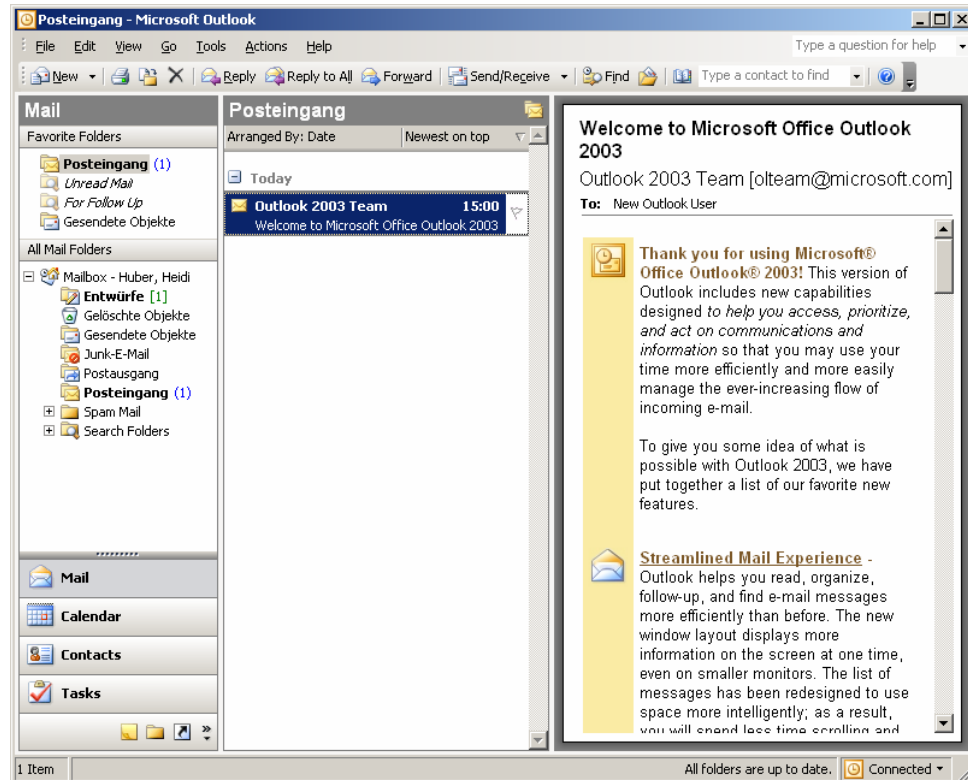 Posteingang - Microsoft Outlook
File Edit View Go Tools Actions Help
Type a question for help
New Reply Reply to All Forward Send/Receive Find Type a contact to find
Mail
Favorite Folders
Posteingang (1)
Unread Mail
For Follow Up
Gesendete Objekte
All Mail Folders
Mailbox - Huber, Heidi
Entwürfe [1]
Gelöschte Objekte
Gesendete Objekte
Junk-E-Mail
Postausgang
Posteingang (1)
Spam Mail
Search Folders
Mail
Calendar
Contacts
Tasks
Posteingang
Arranged By: Date Newest on top
Today
Outlook 2003 Team 15:00
Welcome to Microsoft Office Outlook 2003
Welcome to Microsoft Office Outlook
2003
Outlook 2003 Team [olteam@microsoft.com]
To: New Outlook User
Thank you for using Microsoft®
Office Outlook® 2003! This version of
Outlook includes new capabilities
designed to help you access, prioritize,
and act on communications and
information so that you may use your
time more efficiently and more easily
manage the ever-increasing flow of
incoming e-mail.
To give you some idea of what is
possible with Outlook 2003, we have
put together a list of our favorite new
features.
Streamlined Mail Experience -
Outlook helps you read, organize,
follow-up, and find e-mail messages
more efficiently than before. The new
window layout displays more
information on the screen at one time,
even on smaller monitors. The list of
messages has been redesigned to use
space more intelligently; as a result,
you will spend less time scrolling and
1 Item
All folders are up to date. Connected